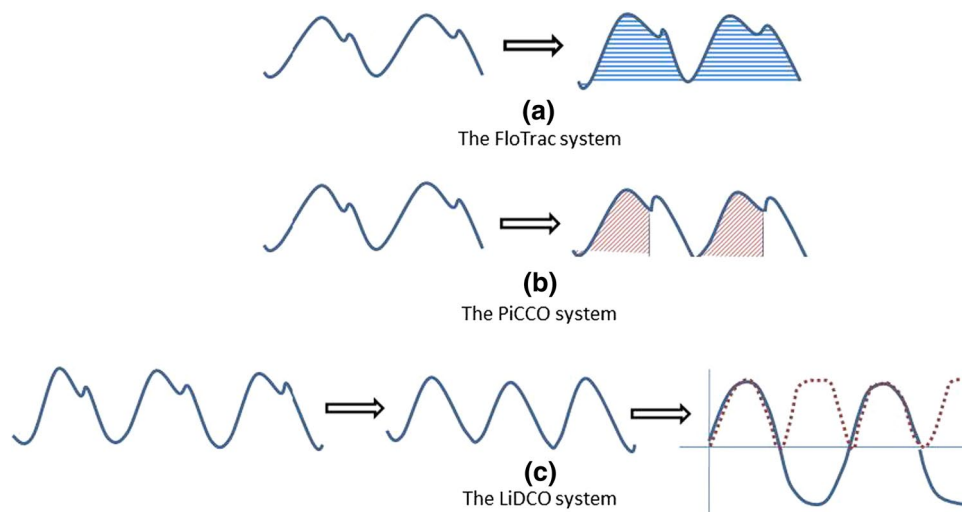 (a)
The FloTrac system
(b)
The PiCCO system
(c)
The LiDCO system